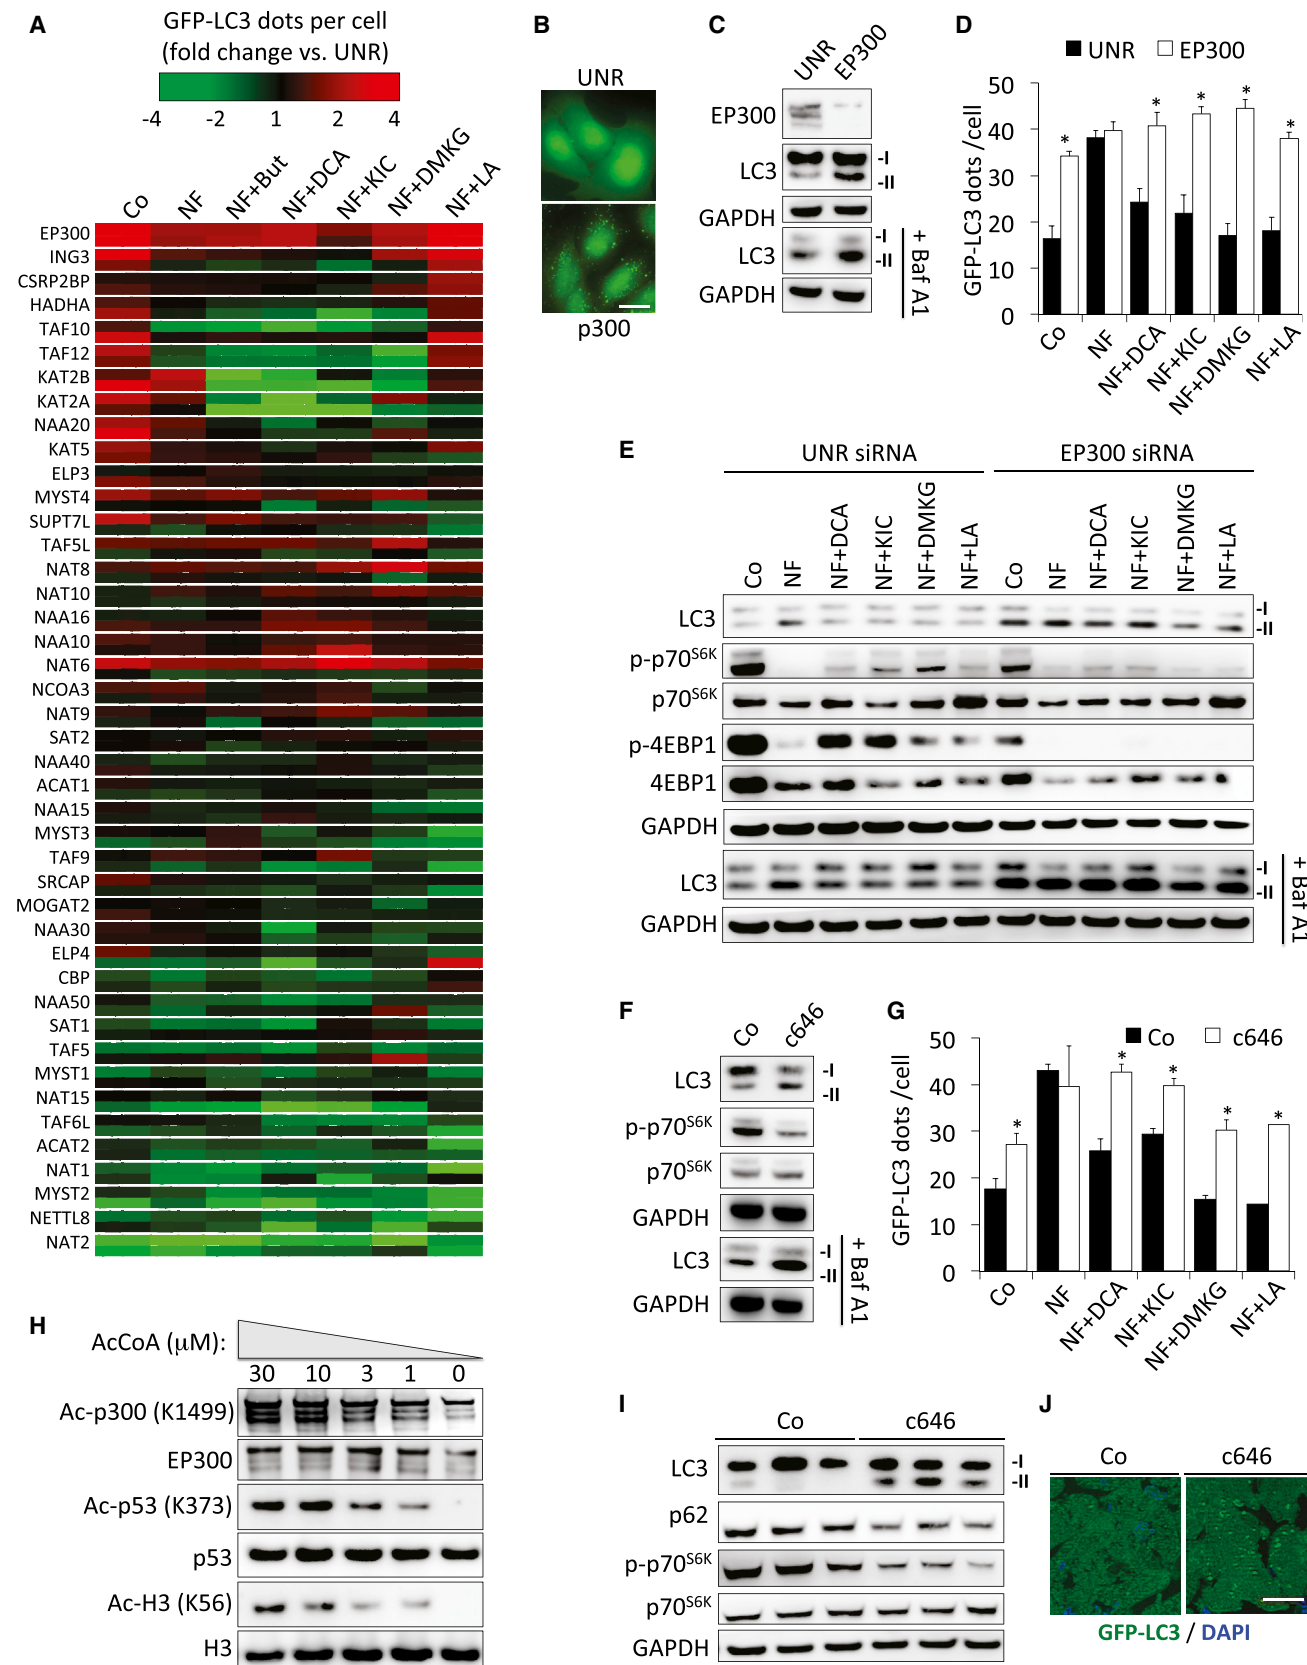 A
GFP-LC3 dots per cell
(fold change vs. UNR)
-4 -2 1 2 4
Co NF NF+But NF+DCA NF+KIC NF+DMKG NF+LA
EP300
ING3
CSRP2BP
HADHA
TAF10
TAF12
KAT2B
KAT2A
NAA20
KAT5
ELP3
MYST4
SUPT7L
TAF5L
NAT8
NAT10
NAA16
NAA10
NAT6
NCOA3
NAT9
SAT2
NAA40
ACAT1
NAA15
MYST3
TAF9
SRCAP
MOGAT2
NAA30
ELP4
CBP
NAA50
SAT1
TAF5
MYST1
NAT15
TAF6L
ACAT2
NAT1
MYST2
NETTL8
NAT2
B
UNR
p300
C
UNR EP300
EP300
LC3 -I
-II
GAPDH
LC3 -I
-II
GAPDH
+ Baf A1
D
UNR EP300
GFP-LC3 dots /cell
50
40
30
20
10
0
* * * * *
Co NF NF+DCA NF+KIC NF+DMKG NF+LA
E
UNR siRNA EP300 siRNA
Co NF NF+DCA NF+KIC NF+DMKG NF+LA Co NF NF+DCA NF+KIC NF+DMKG NF+LA
LC3 -I
-II
p-p70S6K
p70S6K
p-4EBP1
4EBP1
GAPDH
LC3 -I
-II
GAPDH
+ Baf A1
F
Co c646
LC3 -I
-II
p-p70S6K
p70S6K
GAPDH
LC3 -I
-II
GAPDH
+ Baf A1
G
Co c646
GFP-LC3 dots /cell
50
40
30
20
10
0
* * * * *
Co NF NF+DCA NF+KIC NF+DMKG NF+LA
H
AcCoA (µM):
30 10 3 1 0
Ac-p300 (K1499)
EP300
Ac-p53 (K373)
p53
Ac-H3 (K56)
H3
I
Co c646
LC3 -I
-II
p62
p-p70S6K
p70S6K
GAPDH
J
Co c646
GFP-LC3 / DAPI